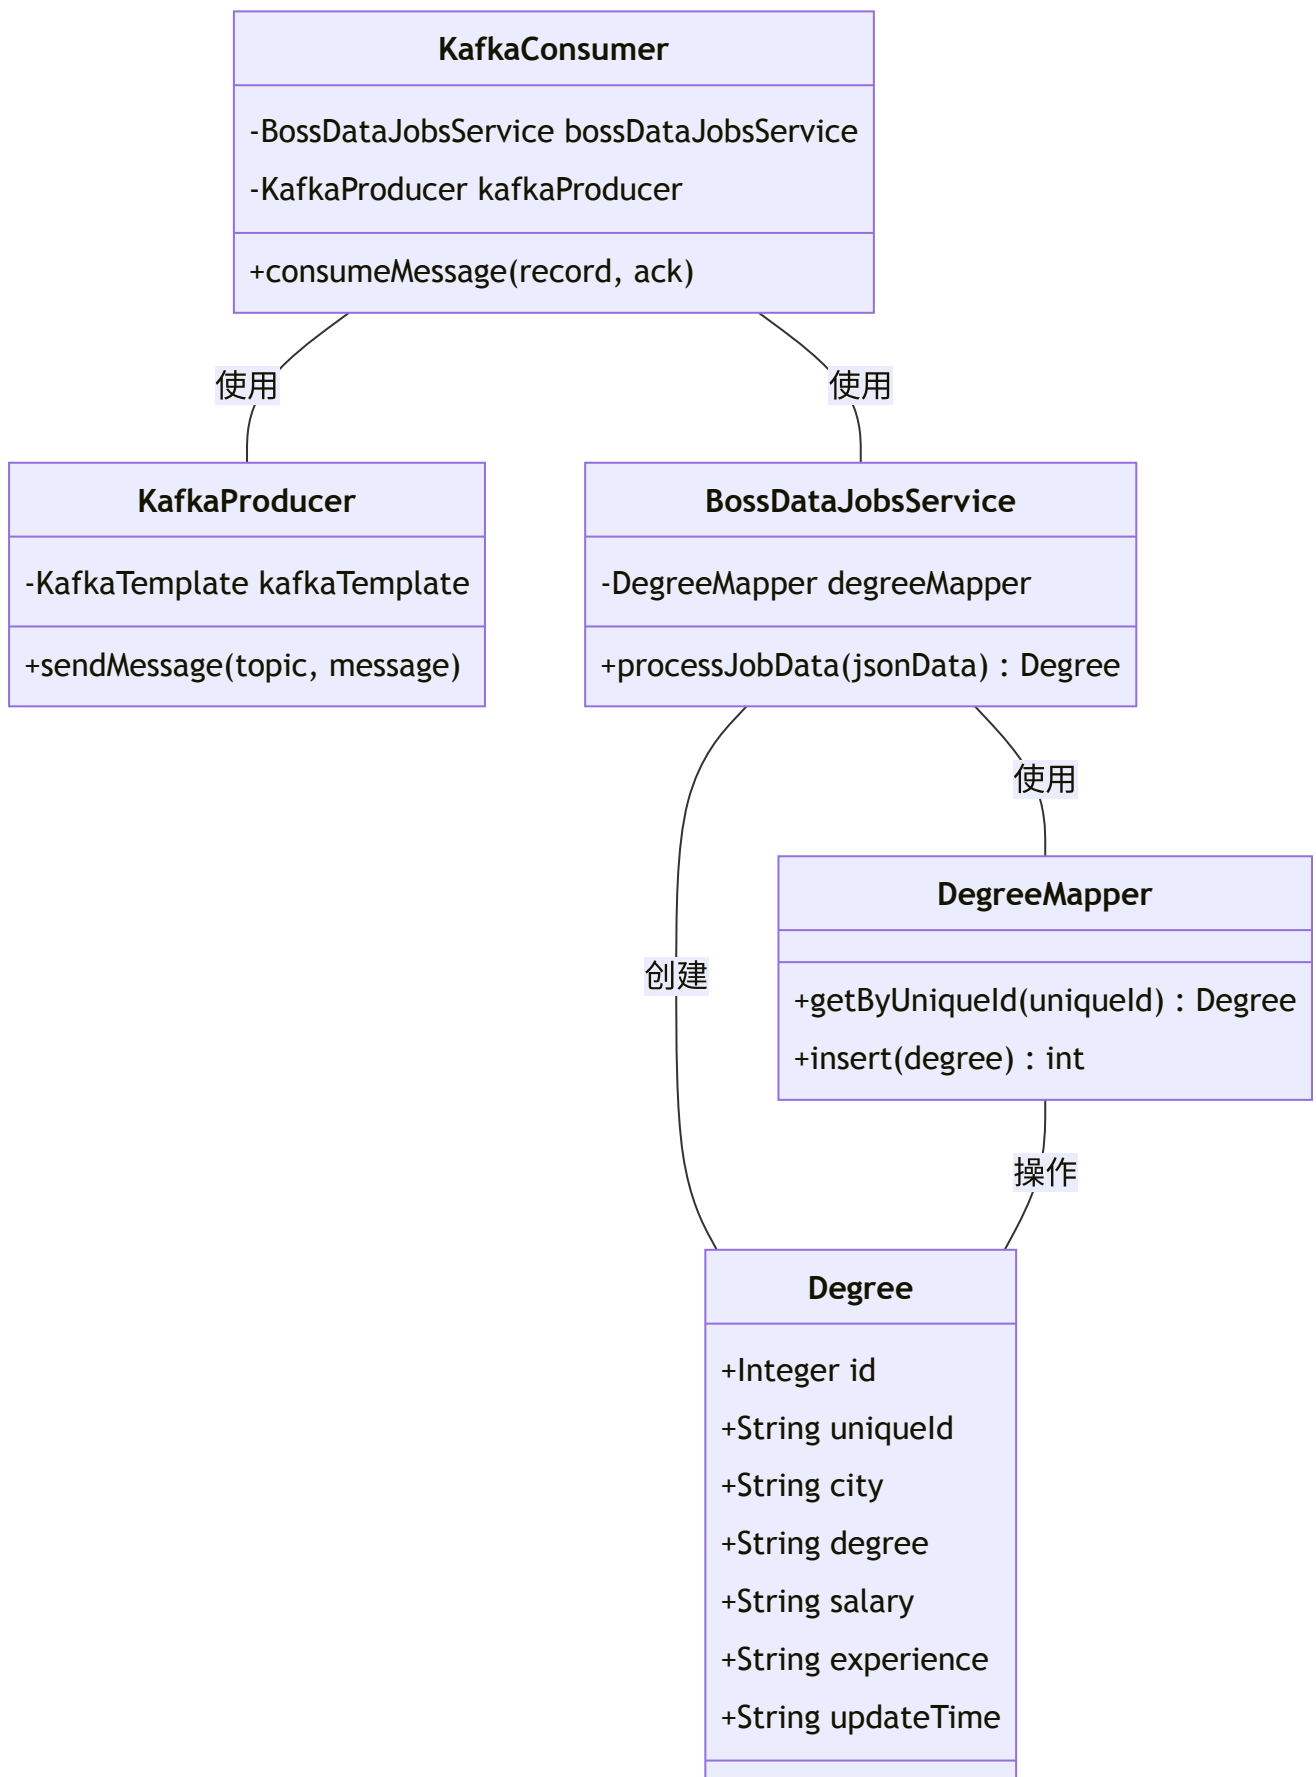 KafkaConsumer
-BossDataJobsService bossDataJobsService
-KafkaProducer kafkaProducer
+consumeMessage(record, ack)
使用
使用
KafkaProducer
-KafkaTemplate kafkaTemplate
+sendMessage(topic, message)
BossDataJobsService
-DegreeMapper degreeMapper
+processJobData(jsonData) : Degree
使用
创建
DegreeMapper
+getByUniqueId(uniqueId) : Degree
+insert(degree) : int
操作
Degree
+Integer id
+String uniqueId
+String city
+String degree
+String salary
+String experience
+String updateTime